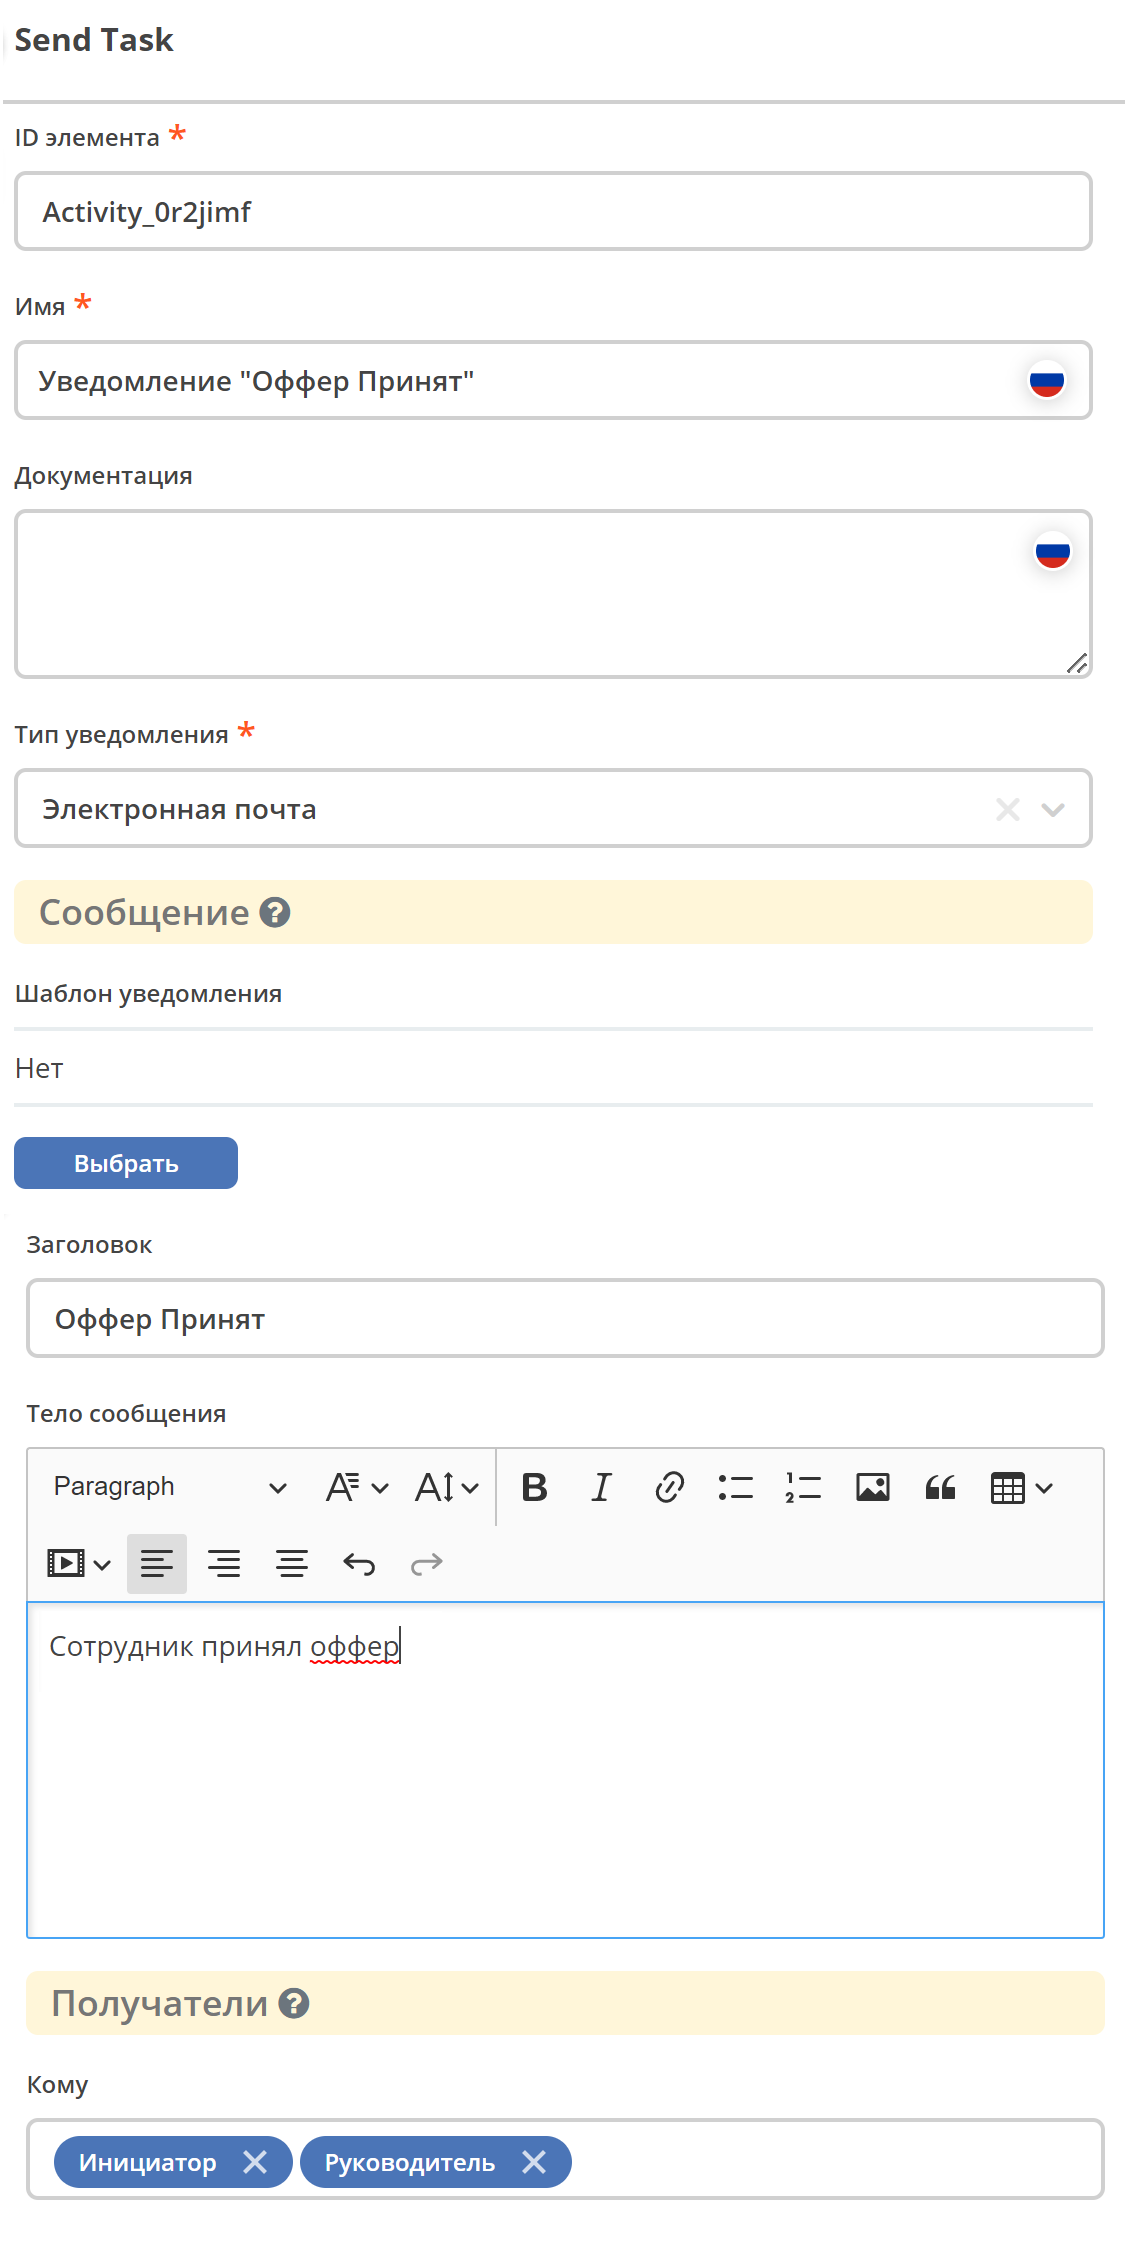 Send Task
ID элемента *
Activity_0r2jimf
Имя *
Уведомление "Оффер Принят"
Документация
Тип уведомления *
Электронная почта
Сообщение ?
Шаблон уведомления
Нет
Выбрать
Заголовок
Оффер Принят
Тело сообщения
Paragraph
Сотрудник принял оффер
Получатели ?
Кому
Инициатор Руководитель